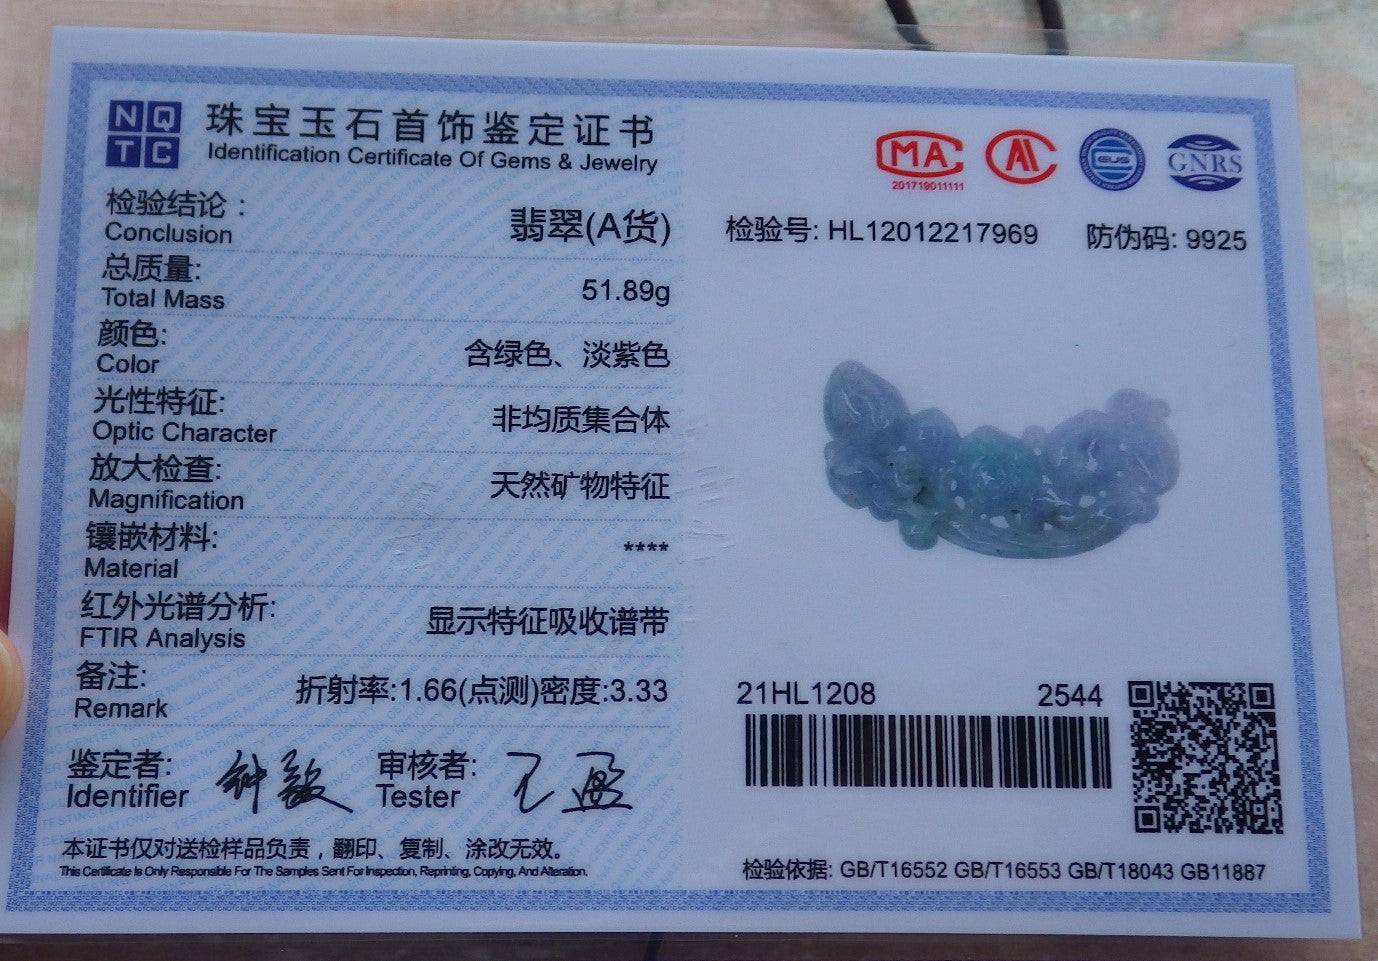 NQ
TC
珠宝玉石首饰鉴定证书
Identification Certificate Of Gems & Jewelry
检验结论：
Conclusion
翡翠(A货)
总质量:
Total Mass
51.89g
颜色:
Color
含绿色、淡紫色
光性特征:
Optic Character
非均质集合体
放大检查:
Magnification
天然矿物特征
镶嵌材料:
Material
****
红外光谱分析:
FTIR Analysis
显示特征吸收谱带
备注:
Remark
折射率:1.66(点测)密度:3.33
鉴定者:
Identifier
审核者:
Tester
本证书仅对送检样品负责，翻印、复制、涂改无效。
This Certificate Is Only Responsible For The Samples Sent For Inspection, Reprinting, Copying, And Alteration.
MA
201719011111
GNRS
检验号: HL12012217969
防伪码: 9925
21HL1208
2544
检验依据: GB/T16552 GB/T16553 GB/T18043 GB11887